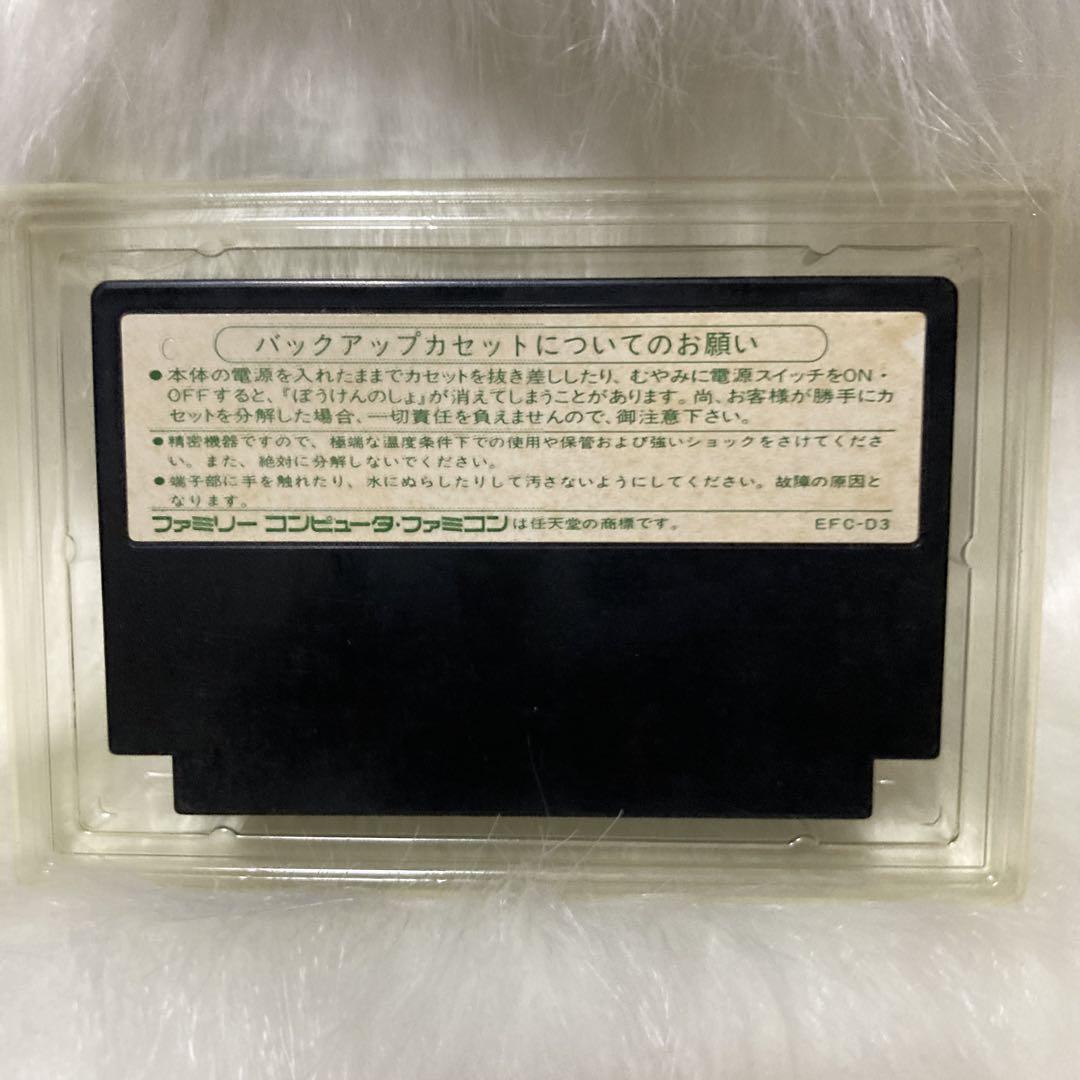 バックアップカセットについてのお願い
●本体の電源を入れたままでカセットを抜き差ししたり、むやみに電源スイッチをON・
OFFすると、『ぼうけんのしょ』が消えてしまうことがあります。尚、お客様が勝手にカ
セットを分解した場合、一切責任を負えませんので、御注意下さい。
●精密機器ですので、極端な温度条件下での使用や保管および強いショックをさけてくださ
い。また、絶対に分解しないでください。
●端子部に手を触れたり、水にぬらしたりして汚さないようにしてください。故障の原因と
なります。
ファミリー コンピュータ・ファミコンは任天堂の商標です。 EFC-D3